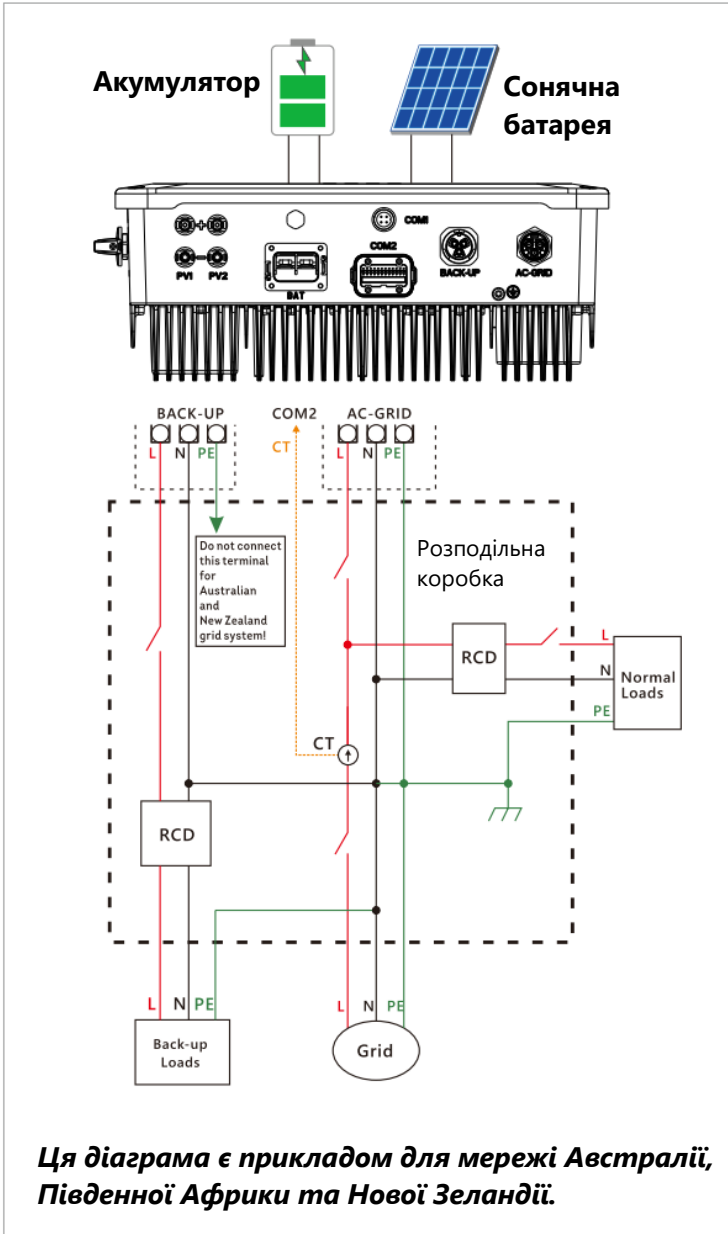 Акумулятор
Сонячна
батарея
COM1
COM2
PV1 PV2
BAT
BACK-UP
AC-GRID
BACK-UP
COM2
AC-GRID
L N PE
CT
L N PE
Do not connect
this terminal
for
Australian
and
New Zealand
grid system!
Розподільна
коробка
RCD
L
N
PE
Normal
Loads
CT
RCD
L N PE
L N PE
Back-up
Loads
Grid
Ця діаграма є прикладом для мережі Австралії,
Південної Африки та Нової Зеландії.